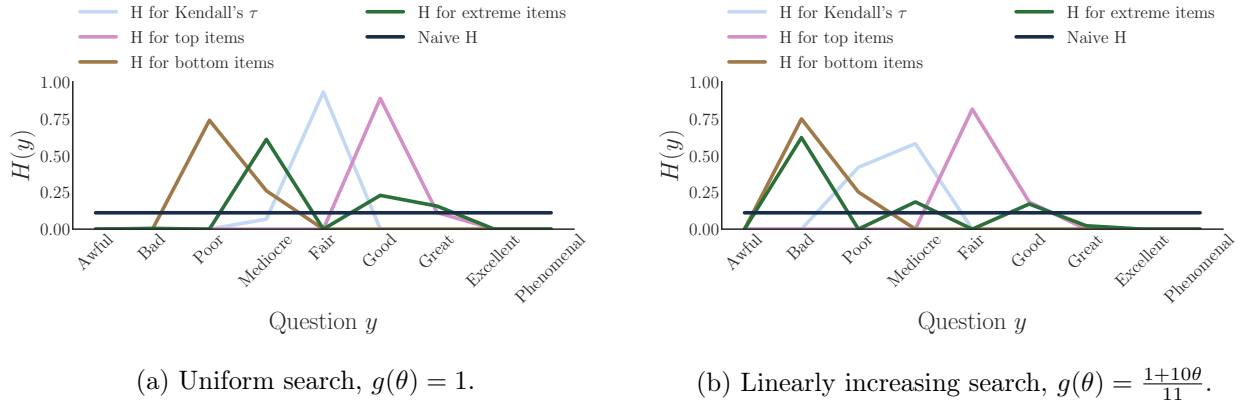 H for Kendall's τ
H for top items
H for bottom items
H for extreme items
Naive H
1.00
0.75
0.50
0.25
0.00
H(y)
Awful
Bad
Poor
Mediocre
Fair
Good
Great
Excellent
Phenomenal
Question y
(a) Uniform search, g(θ) = 1.
H for Kendall's τ
H for top items
H for bottom items
H for extreme items
Naive H
1.00
0.75
0.50
0.25
0.00
H(y)
Awful
Bad
Poor
Mediocre
Fair
Good
Great
Excellent
Phenomenal
Question y
(b) Linearly increasing search, g(θ) = \frac{1+10θ}{11}.